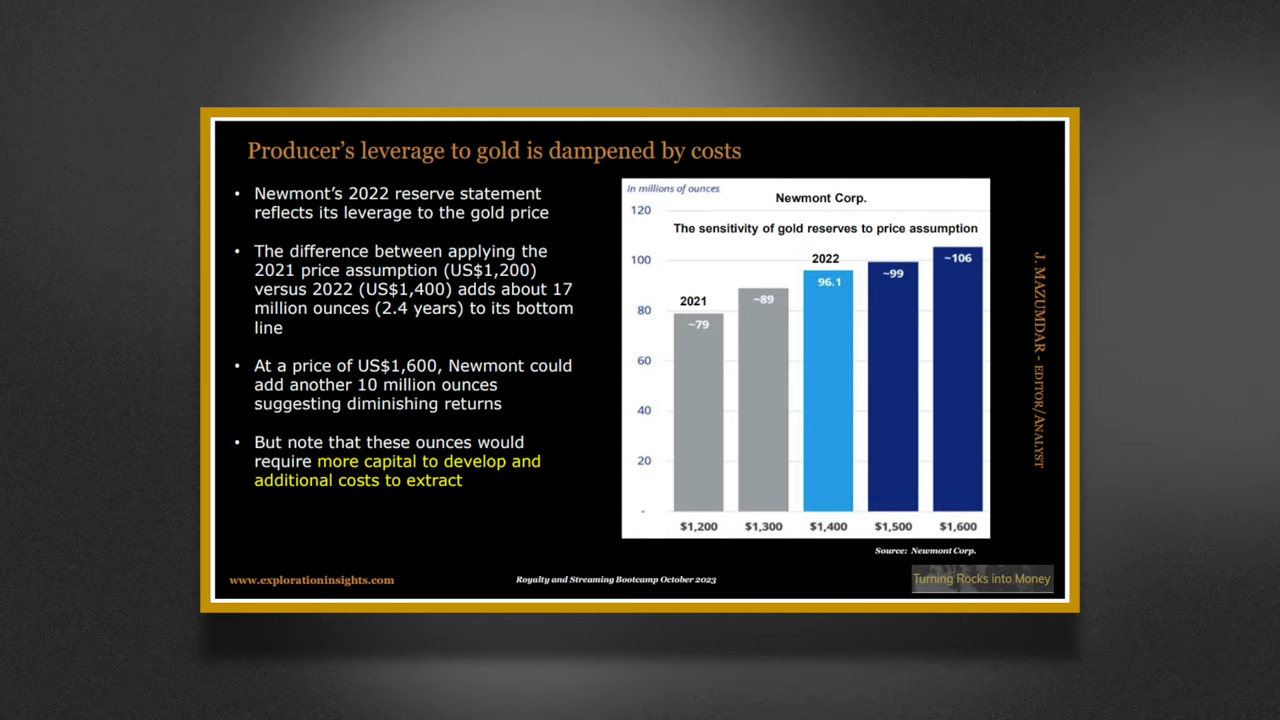 Producer's leverage to gold is dampened by costs
• Newmont's 2022 reserve statement
reflects its leverage to the gold price
• The difference between applying the
2021 price assumption (US$1,200)
versus 2022 (US$1,400) adds about 17
million ounces (2.4 years) to its bottom
line
• At a price of US$1,600, Newmont could
add another 10 million ounces
suggesting diminishing returns
• But note that these ounces would
require more capital to develop and
additional costs to extract
In millions of ounces
Newmont Corp.
The sensitivity of gold reserves to price assumption
120
100
80
60
40
20
-
2021
2022
~79
~89
96.1
~99
~106
$1,200
$1,300
$1,400
$1,500
$1,600
Source: Newmont Corp.
J. MAZUMDAR - EDITOR/ANALYST
www.explorationinsights.com
Royalty and Streaming Bootcamp October 2023
Turning Rocks into Money